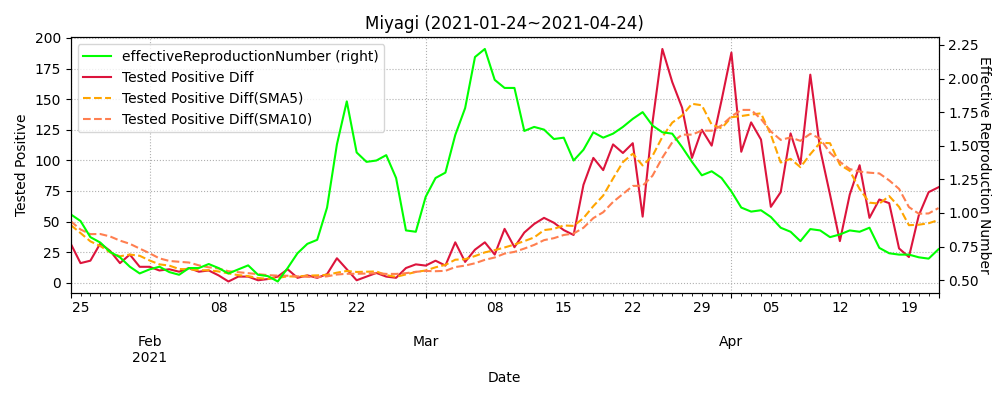 Miyagi (2021-01-24~2021-04-24)
effectiveReproductionNumber (right)
Tested Positive Diff
Tested Positive Diff(SMA5)
Tested Positive Diff(SMA10)
Tested Positive
200
175
150
125
100
75
50
25
0
2.25
2.00
1.75
1.50
1.25
1.00
0.75
0.50
Effective Reproduction Number
25 08 15 22 08 15 22 29 05 12 19
Feb Mar Apr
2021
Date